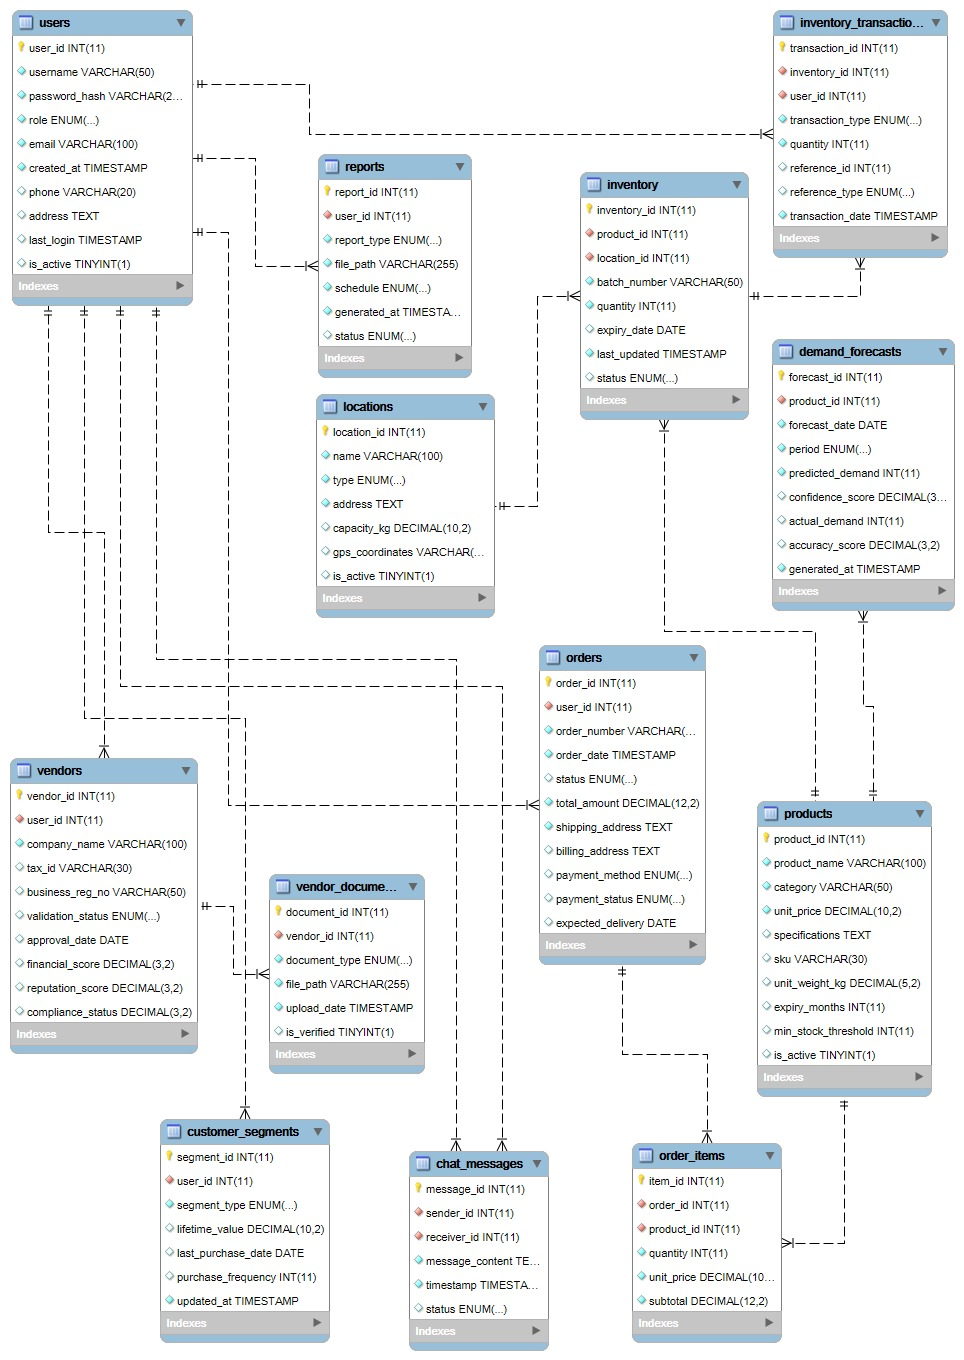 users
user_id INT(11)
username VARCHAR(50)
password_hash VARCHAR(2...
role ENUM(...)
email VARCHAR(100)
created_at TIMESTAMP
phone VARCHAR(20)
address TEXT
last_login TIMESTAMP
is_active TINYINT(1)
Indexes
inventory_transactio...
transaction_id INT(11)
inventory_id INT(11)
user_id INT(11)
transaction_type ENUM(...)
quantity INT(11)
reference_id INT(11)
reference_type ENUM(...)
transaction_date TIMESTAMP
Indexes
reports
report_id INT(11)
user_id INT(11)
report_type ENUM(...)
file_path VARCHAR(255)
schedule ENUM(...)
generated_at TIMESTA...
status ENUM(...)
Indexes
inventory
inventory_id INT(11)
product_id INT(11)
location_id INT(11)
batch_number VARCHAR(50)
quantity INT(11)
expiry_date DATE
last_updated TIMESTAMP
status ENUM(...)
Indexes
demand_forecasts
forecast_id INT(11)
product_id INT(11)
forecast_date DATE
period ENUM(...)
predicted_demand INT(11)
confidence_score DECIMAL(3...
actual_demand INT(11)
accuracy_score DECIMAL(3,2)
generated_at TIMESTAMP
Indexes
locations
location_id INT(11)
name VARCHAR(100)
type ENUM(...)
address TEXT
capacity_kg DECIMAL(10,2)
gps_coordinates VARCHAR(...
is_active TINYINT(1)
Indexes
orders
order_id INT(11)
user_id INT(11)
order_number VARCHAR(...
order_date TIMESTAMP
status ENUM(...)
total_amount DECIMAL(12,2)
shipping_address TEXT
billing_address TEXT
payment_method ENUM(...
payment_status ENUM(...
expected_delivery DATE
Indexes
vendors
vendor_id INT(11)
user_id INT(11)
company_name VARCHAR(100)
tax_id VARCHAR(30)
business_reg_no VARCHAR(50)
validation_status ENUM(...)
approval_date DATE
financial_score DECIMAL(3,2)
reputation_score DECIMAL(3,2)
compliance_status DECIMAL(3,2)
Indexes
vendor_docume...
document_id INT(11)
vendor_id INT(11)
document_type ENUM(...)
file_path VARCHAR(255)
upload_date TIMESTAMP
is_verified TINYINT(1)
Indexes
products
product_id INT(11)
product_name VARCHAR(100)
category VARCHAR(50)
unit_price DECIMAL(10,2)
specifications TEXT
sku VARCHAR(30)
unit_weight_kg DECIMAL(5,2)
expiry_months INT(11)
min_stock_threshold INT(11)
is_active TINYINT(1)
Indexes
customer_segments
segment_id INT(11)
user_id INT(11)
segment_type ENUM(...)
lifetime_value DECIMAL(10,2)
last_purchase_date DATE
purchase_frequency INT(11)
updated_at TIMESTAMP
Indexes
chat_messages
message_id INT(11)
sender_id INT(11)
receiver_id INT(11)
message_content TE...
timestamp TIMESTA...
status ENUM(...)
Indexes
order_items
item_id INT(11)
order_id INT(11)
product_id INT(11)
quantity INT(11)
unit_price DECIMAL(10...
subtotal DECIMAL(12,2)
Indexes